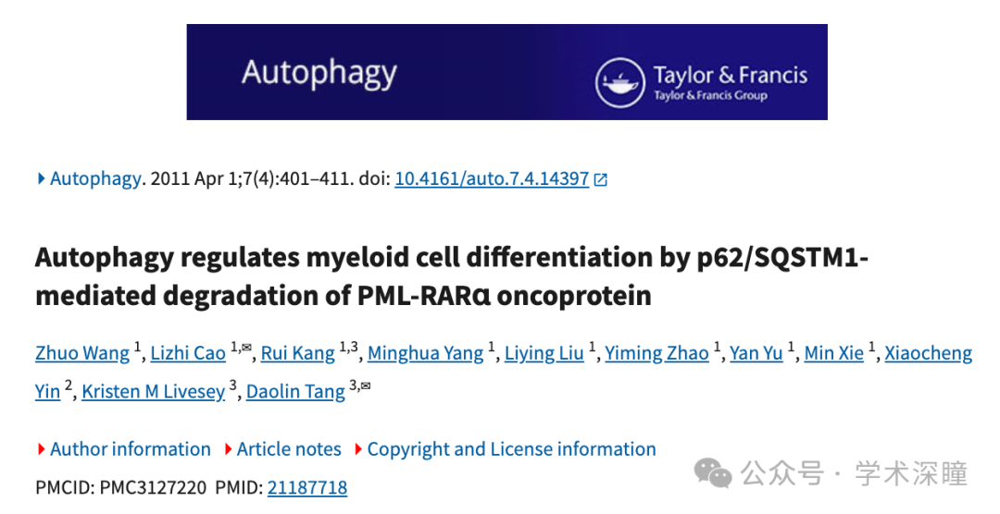 Autophagy
Taylor & Francis
Taylor & Francis Group
Autophagy. 2011 Apr 1;7(4):401–411. doi: 10.4161/auto.7.4.14397
Autophagy regulates myeloid cell differentiation by p62/SQSTM1-
mediated degradation of PML-RARα oncoprotein
Zhuo Wang 1, Lizhi Cao 1,✉, Rui Kang 1,3, Minghua Yang 1, Liying Liu 1, Yiming Zhao 1, Yan Yu 1, Min Xie 1, Xiaocheng
Yin 2, Kristen M Livesey 3, Daolin Tang 3,✉
Author information Article notes Copyright and License information
PMCID: PMC3127220 PMID: 21187718
公众号 · 学术深瞳